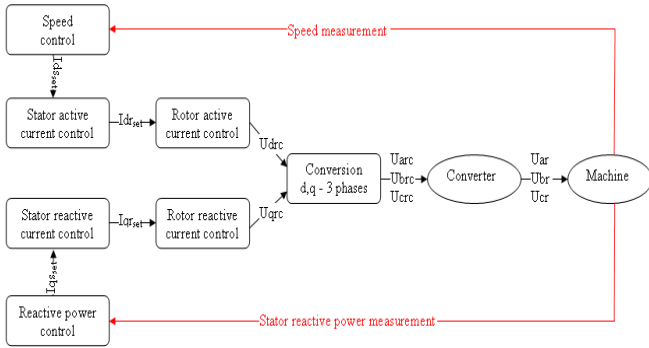 Speed
control
Speed measurement
Ids_set
Stator active
current control
Idr_set
Rotor active
current control
Udrc
Conversion
d,q - 3 phases
Uarc
Ubrc
Ucrc
Converter
Uar
Ubr
Ucr
Machine
Stator reactive
current control
Iqr_set
Rotor reactive
current control
Uqrc
Iqs_set
Reactive power
control
Stator reactive power measurement